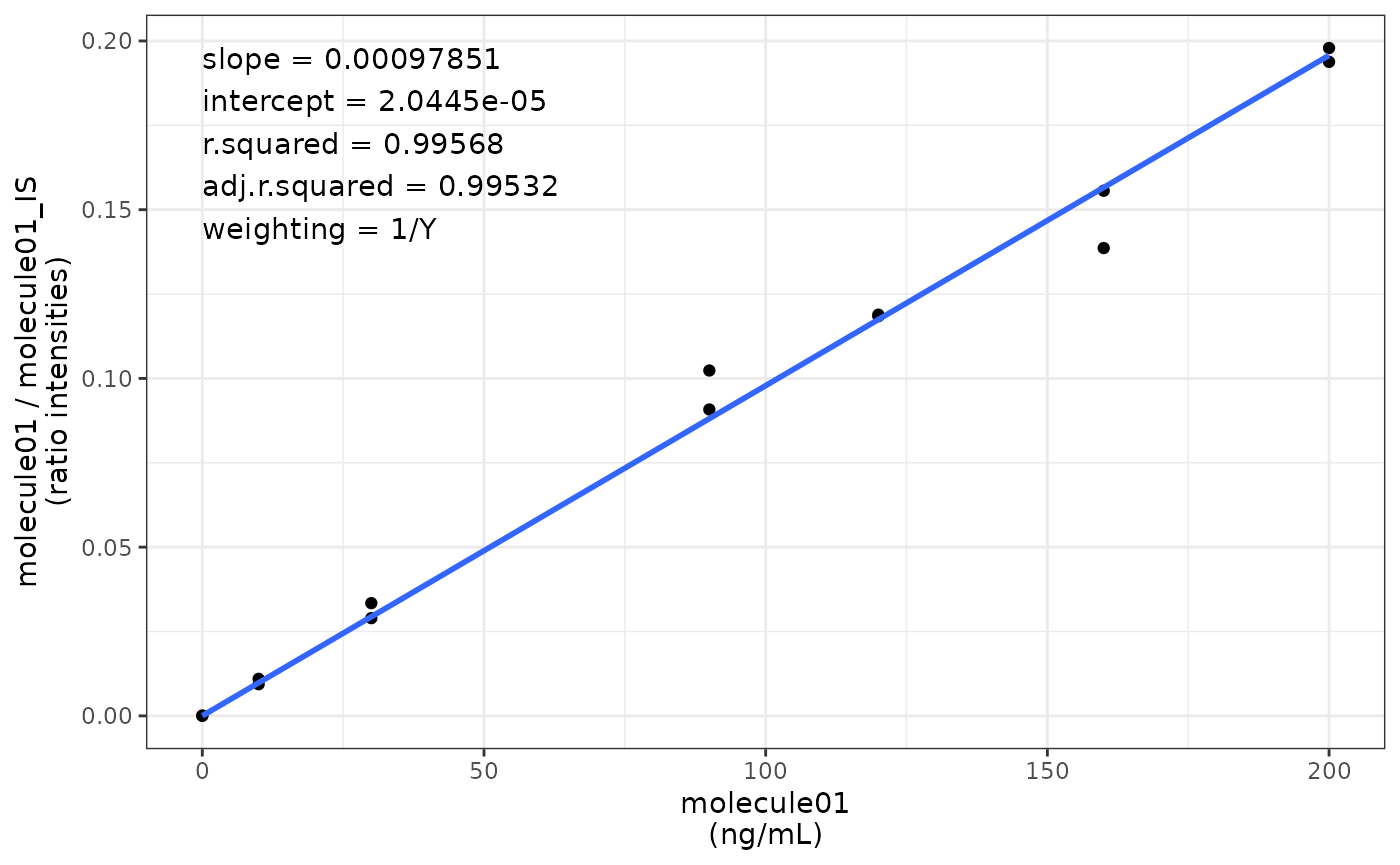 slope = 0.00097851
intercept = 2.0445e-05
r.squared = 0.99568
adj.r.squared = 0.99532
weighting = 1/Y
0.20
0.15
0.10
0.05
0.00
molecule01 / molecule01_IS
(ratio intensities)
0
50
100
150
200
molecule01
(ng/mL)